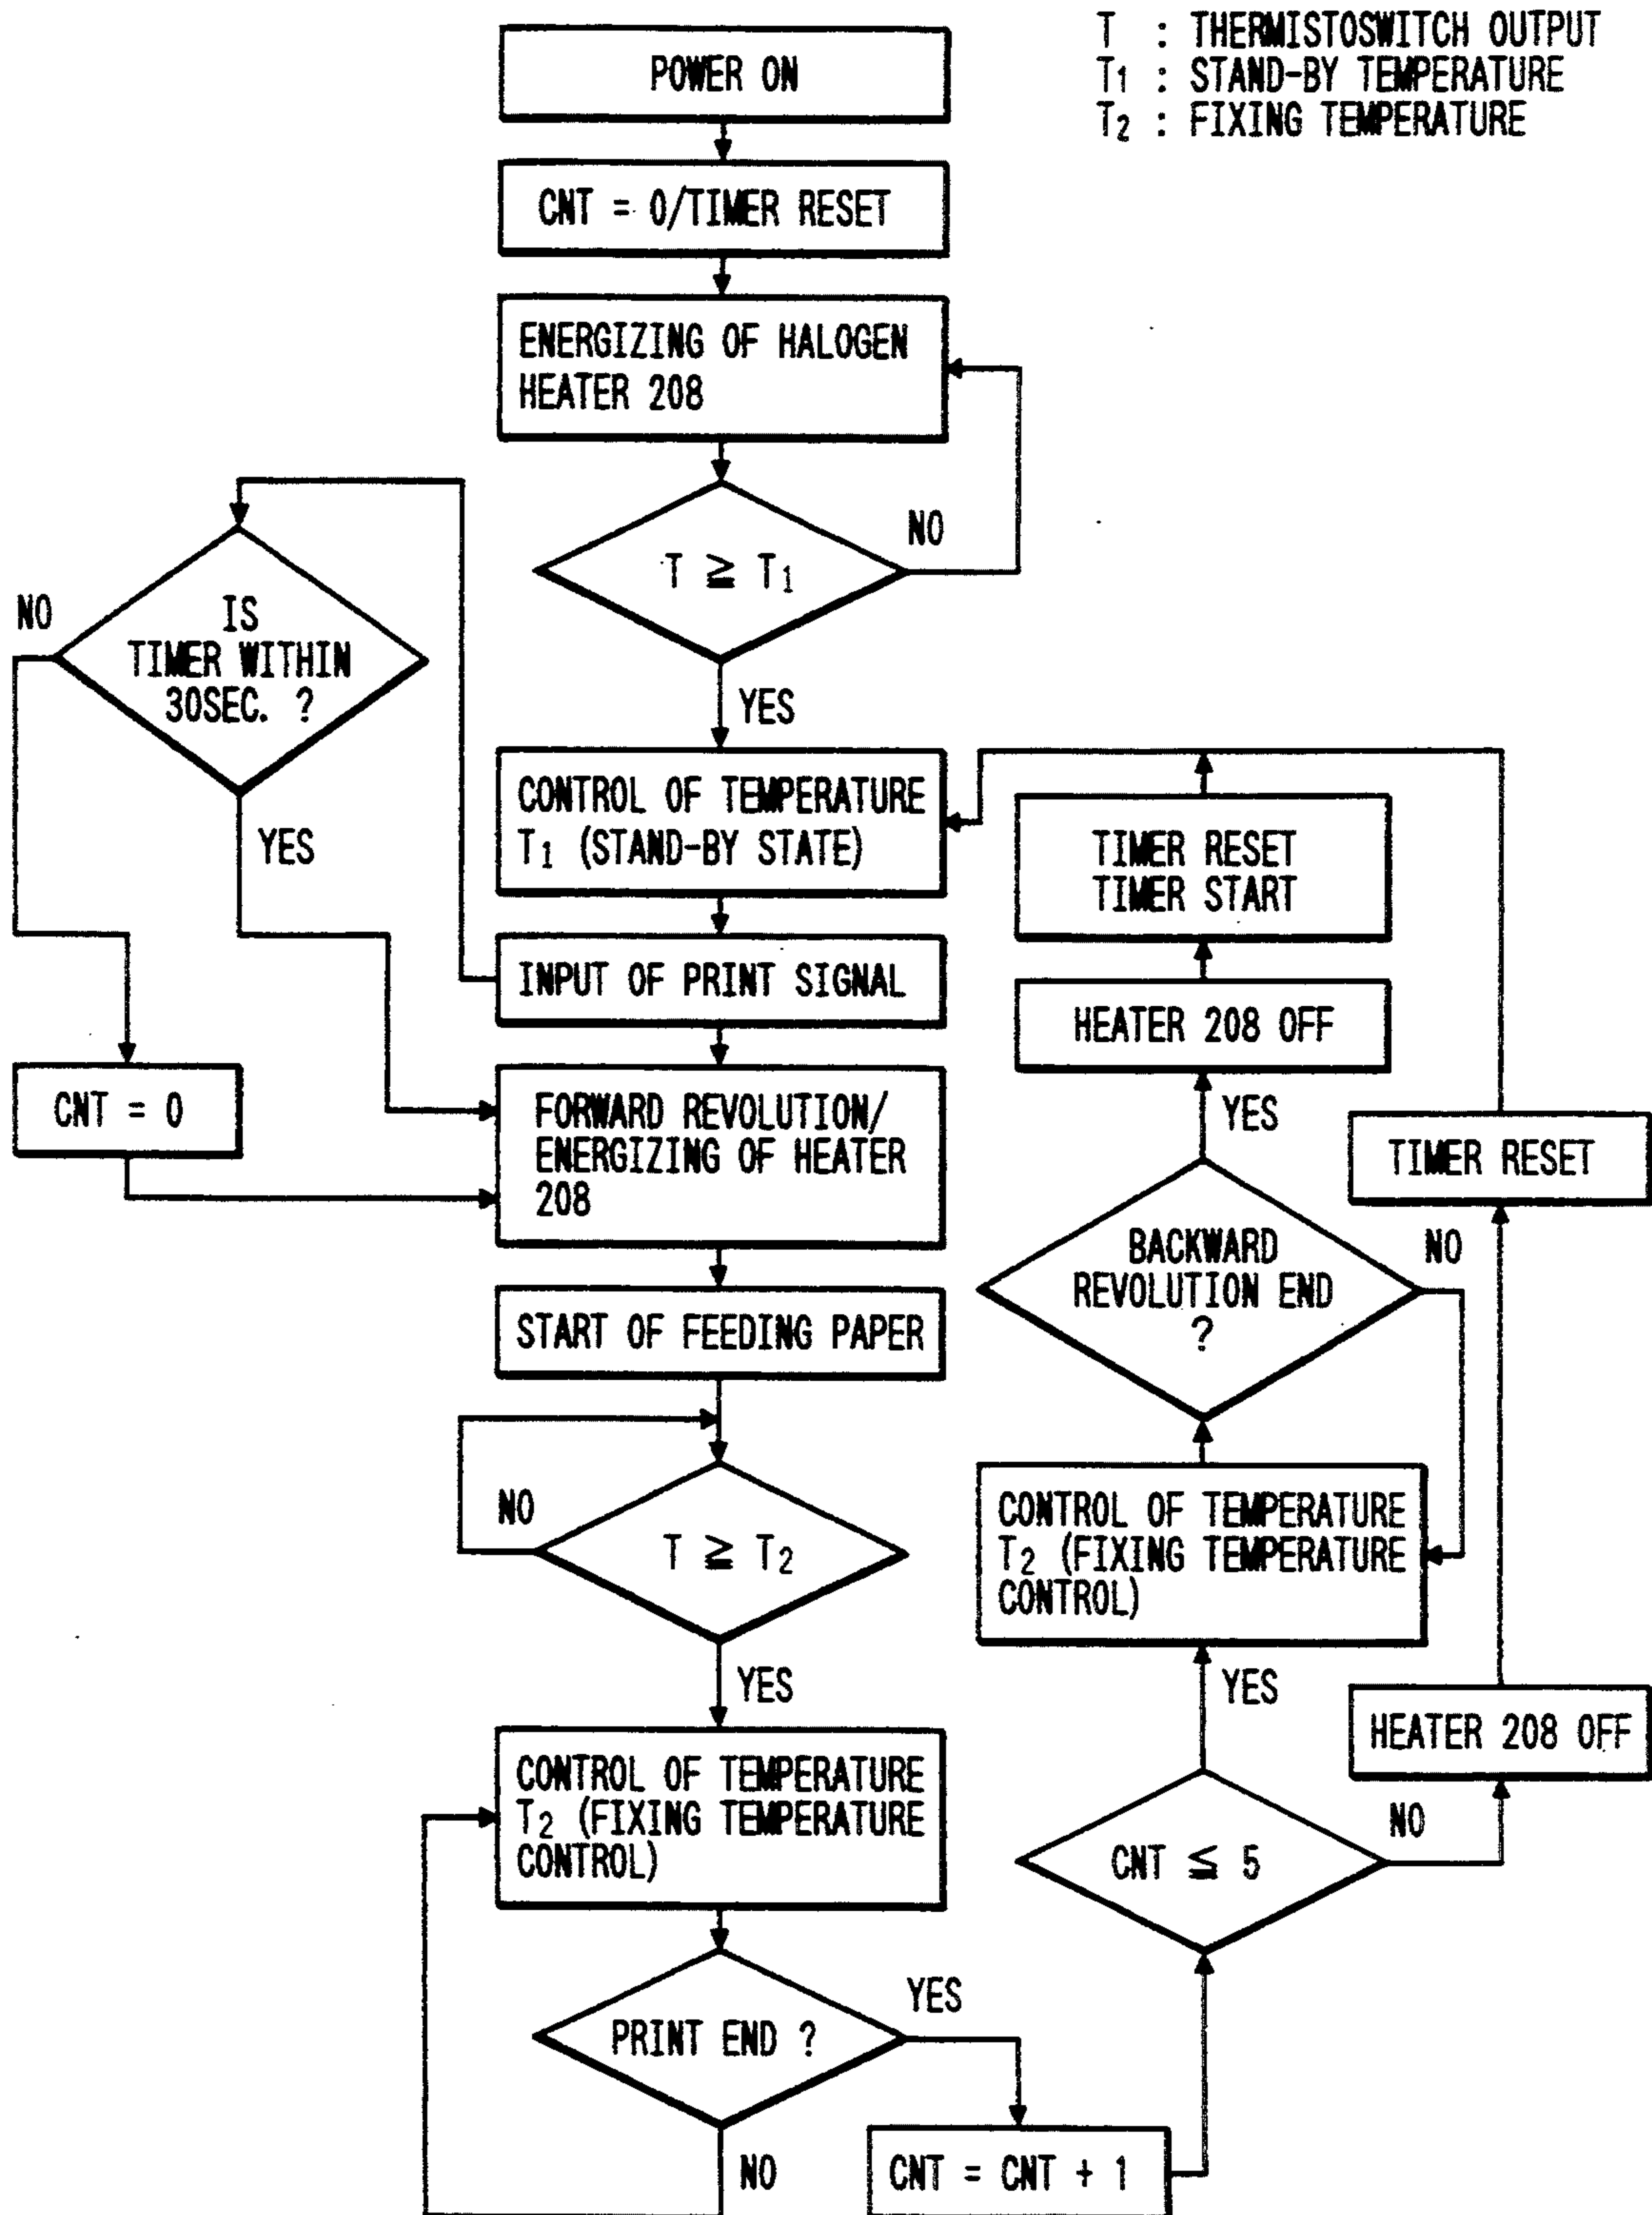 T : THERMISTOSWITCH OUTPUT
T1 : STAND-BY TEMPERATURE
T2 : FIXING TEMPERATURE
POWER ON
CNT = 0/TIMER RESET
ENERGIZING OF HALOGEN
HEATER 208
T ≧ T1
NO
YES
IS
TIMER WITHIN
30SEC. ?
NO
YES
CONTROL OF TEMPERATURE
T1 (STAND-BY STATE)
INPUT OF PRINT SIGNAL
CNT = 0
FORWARD REVOLUTION/
ENERGIZING OF HEATER
208
START OF FEEDING PAPER
T ≧ T2
NO
YES
CONTROL OF TEMPERATURE
T2 (FIXING TEMPERATURE
CONTROL)
PRINT END ?
YES
NO
CNT = CNT + 1
CNT ≦ 5
YES
NO
CONTROL OF TEMPERATURE
T2 (FIXING TEMPERATURE
CONTROL)
BACKWARD
REVOLUTION END
?
NO
YES
HEATER 208 OFF
TIMER RESET
TIMER START
HEATER 208 OFF
TIMER RESET